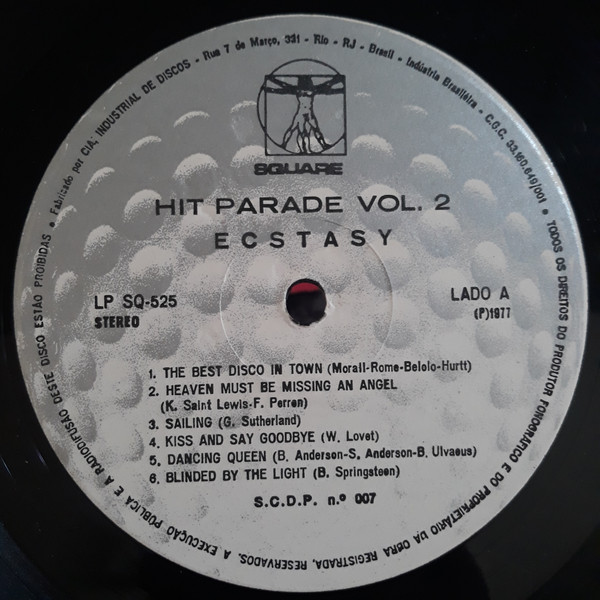 • Fabricado por CIA. INDUSTRIAL DE DISCOS - Rua 7 de Março, 331 - Rio - RJ - Brasil - Indústria Brasileira - C.G.C. 33.160.649/001 •
SQUARE
HIT PARADE VOL. 2
ECSTASY
LP SQ-525
STEREO
LADO A
(P)1977
1. THE BEST DISCO IN TOWN (Morali-Rome-Belolo-Hurtt)
2. HEAVEN MUST BE MISSING AN ANGEL
(K. Saint Lewis-F. Perren)
3. SAILING (G. Sutherland)
4. KISS AND SAY GOODBYE (W. Lovet)
5. DANCING QUEEN (B. Anderson-S. Anderson-B. Ulvaeus)
6. BLINDED BY THE LIGHT (B. Springsteen)
S.C.D.P. n.º 007
TODOS OS DIREITOS DO PRODUTOR FONOGRÁFICO E DO PROPRIETÁRIO DA OBRA REGISTRADA, RESERVADOS. A EXECUÇÃO PÚBLICA E A RADIODIFUSÃO DESTE DISCO ESTÃO PROIBIDAS